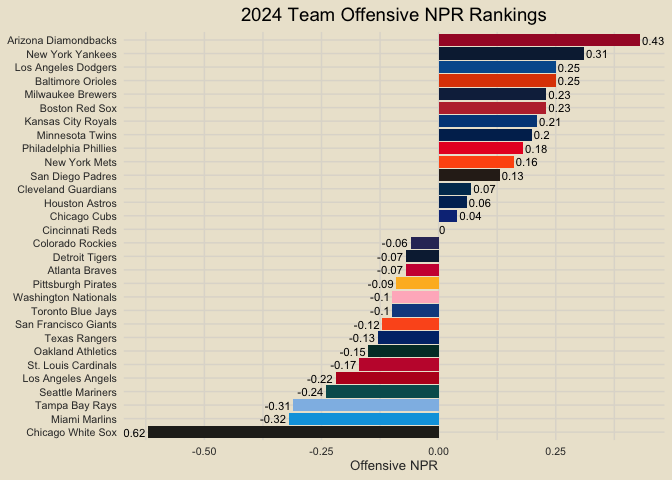 2024 Team Offensive NPR Rankings
Arizona Diamondbacks 0.43
New York Yankees 0.31
Los Angeles Dodgers 0.25
Baltimore Orioles 0.25
Milwaukee Brewers 0.23
Boston Red Sox 0.23
Kansas City Royals 0.21
Minnesota Twins 0.2
Philadelphia Phillies 0.18
New York Mets 0.16
San Diego Padres 0.13
Cleveland Guardians 0.07
Houston Astros 0.06
Chicago Cubs 0.04
Cincinnati Reds 0
Colorado Rockies -0.06
Detroit Tigers -0.07
Atlanta Braves -0.07
Pittsburgh Pirates -0.09
Washington Nationals -0.1
Toronto Blue Jays -0.1
San Francisco Giants -0.12
Texas Rangers -0.13
Oakland Athletics -0.15
St. Louis Cardinals -0.17
Los Angeles Angels -0.22
Seattle Mariners -0.24
Tampa Bay Rays -0.31
Miami Marlins -0.32
Chicago White Sox 0.62
-0.50 -0.25 0.00 0.25
Offensive NPR